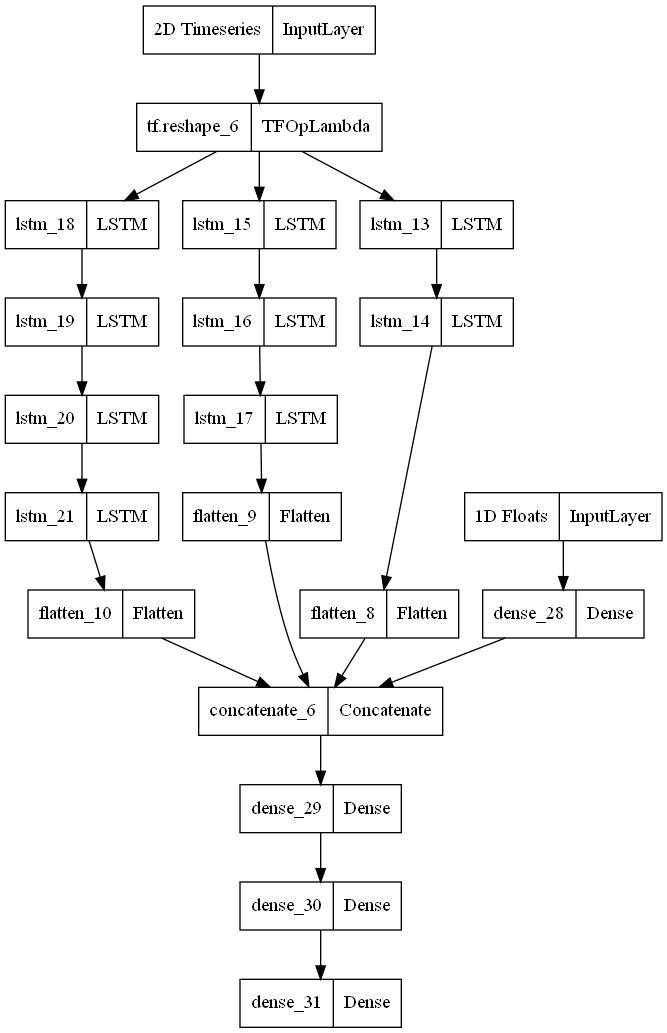 2D Timeseries InputLayer
tf.reshape_6 TFOpLambda
lstm_18 LSTM lstm_15 LSTM lstm_13 LSTM
lstm_19 LSTM lstm_16 LSTM lstm_14 LSTM
lstm_20 LSTM lstm_17 LSTM
lstm_21 LSTM flatten_9 Flatten 1D Floats InputLayer
flatten_10 Flatten flatten_8 Flatten dense_28 Dense
concatenate_6 Concatenate
dense_29 Dense
dense_30 Dense
dense_31 Dense